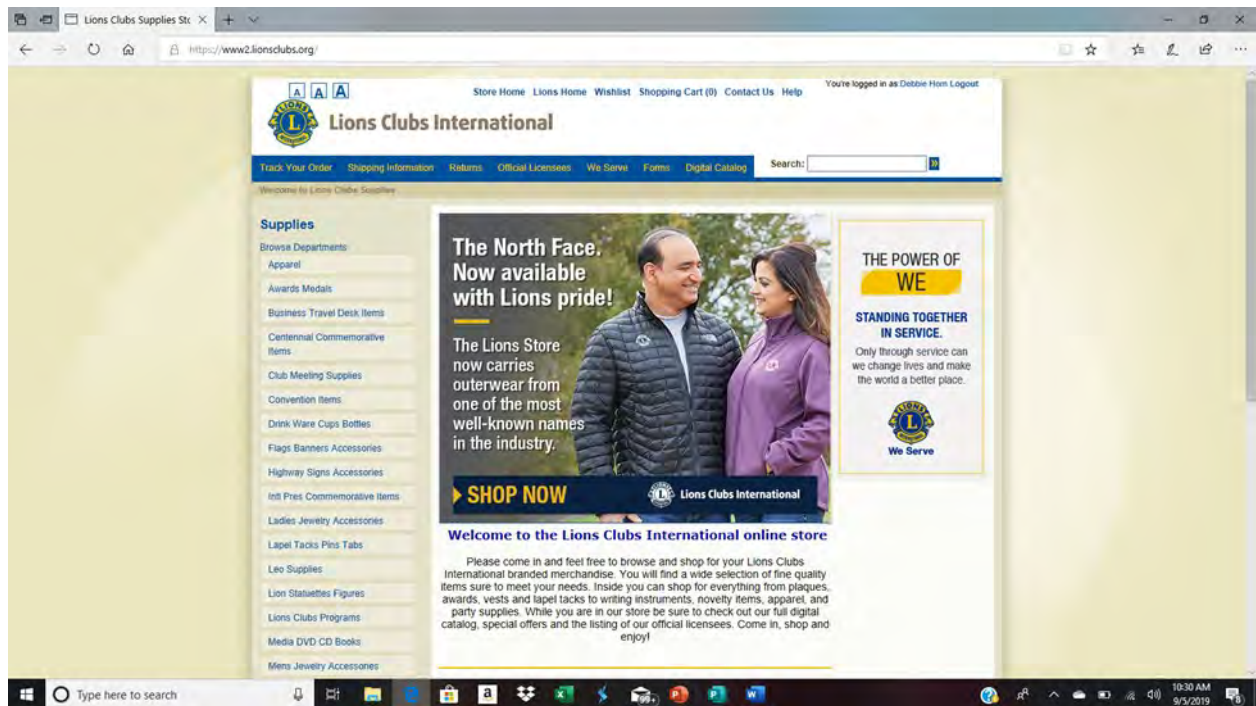 Lions Clubs Supplies Stc
https://www2.lionsclubs.org/
A A A
Store Home Lions Home Wishlist Shopping Cart (0) Contact Us Help
You're logged in as Debbie Horn Logout
LIONS
L
INTERNATIONAL
Lions Clubs International
Track Your Order Shipping Information Returns Official Licensees We Serve Forms Digital Catalog
Search:
Welcome to Lions Clubs Supplies
Supplies
Browse Departments
Apparel
Awards Medals
Business Travel Desk Items
Centennial Commemorative
Items
Club Meeting Supplies
Convention Items
Drink Ware Cups Bottles
Flags Banners Accessories
Highway Signs Accessories
Intl Pres Commemorative Items
Ladies Jewelry Accessories
Lapel Tacks Pins Tabs
Leo Supplies
Lion Statuettes Figures
Lions Clubs Programs
Media DVD CD Books
Mens Jewelry Accessories
The North Face.
Now available
with Lions pride!
The Lions Store
now carries
outerwear from
one of the most
well-known names
in the industry.
SHOP NOW
Lions Clubs International
THE POWER OF
WE
STANDING TOGETHER
IN SERVICE.
Only through service can
we change lives and make
the world a better place.
LIONS
L
INTERNATIONAL
We Serve
Welcome to the Lions Clubs International online store
Please come in and feel free to browse and shop for your Lions Clubs
International branded merchandise. You will find a wide selection of fine quality
items sure to meet your needs. Inside you can shop for everything from plaques,
awards, vests and lapel tacks to writing instruments, novelty items, apparel, and
party supplies. While you are in our store be sure to check out our full digital
catalog, special offers and the listing of our official licensees. Come in, shop and
enjoy!
Type here to search
99+
10:30 AM
9/5/2019